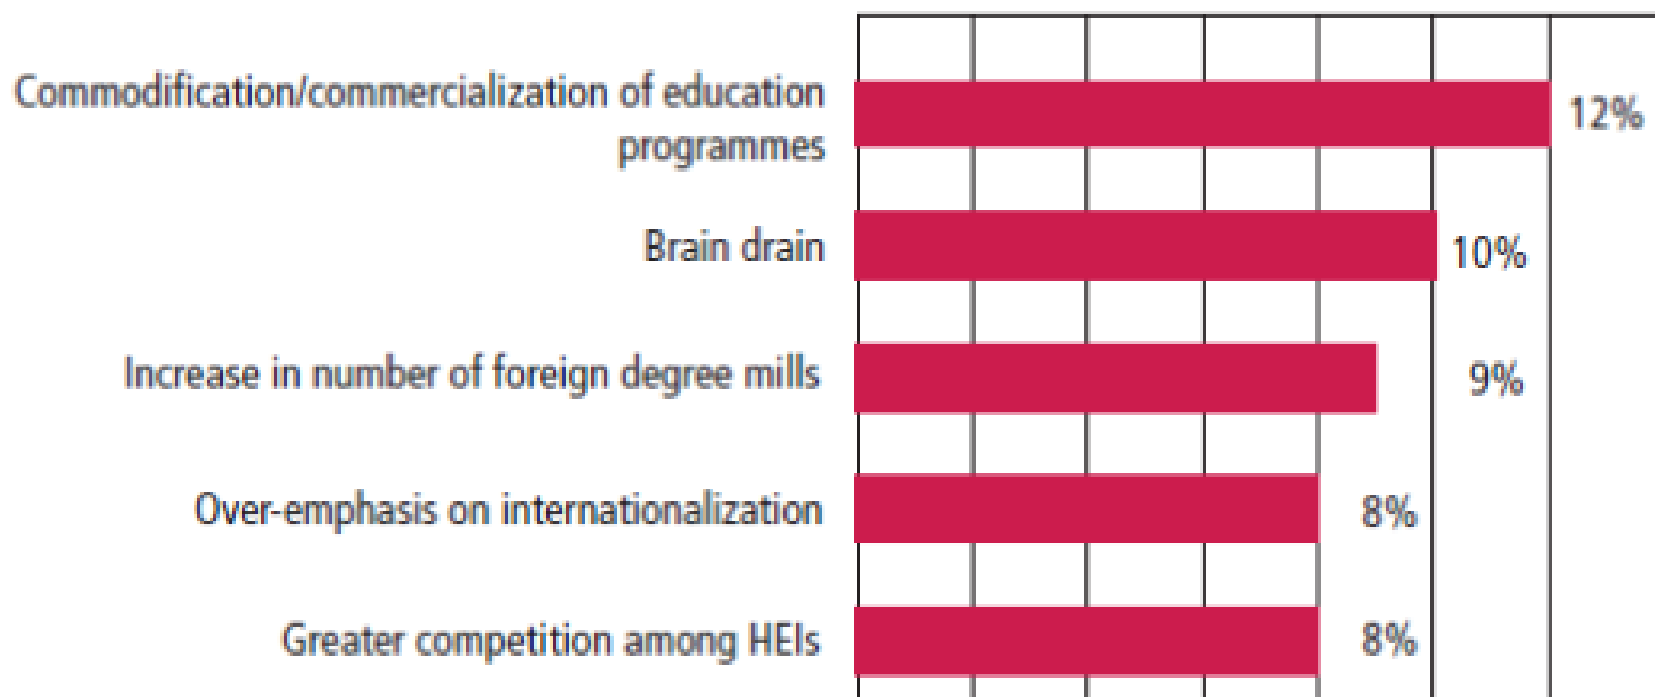 Commodification/commercialization of education
programmes
12%
Brain drain
10%
Increase in number of foreign degree mills
9%
Over-emphasis on internationalization
8%
Greater competition among HEIs
8%